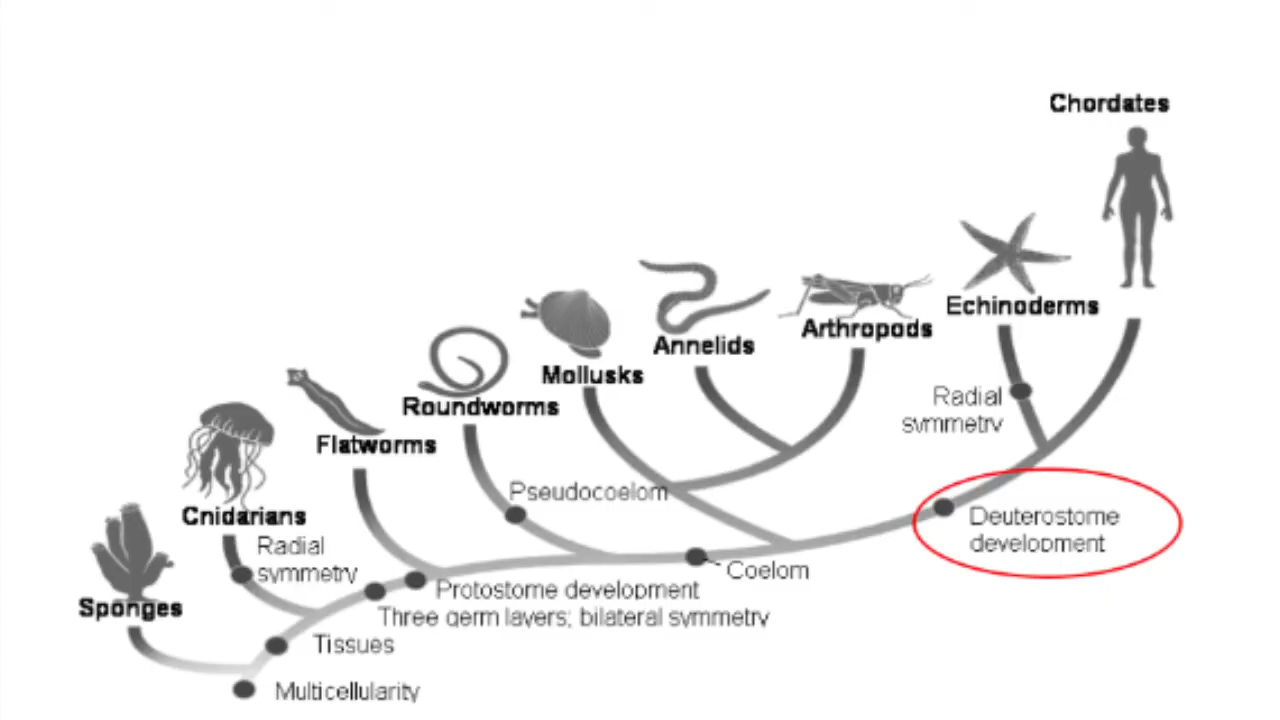 Chordates
Echinoderms
Arthropods
Annelids
Mollusks
Radial
symmetry
Roundworms
Flatworms
Pseudocoelom
Cnidarians
Deuterostome
development
Radial
symmetry
Coelom
Protostome development
Sponges
Three germ layers; bilateral symmetry
Tissues
Multicellularity